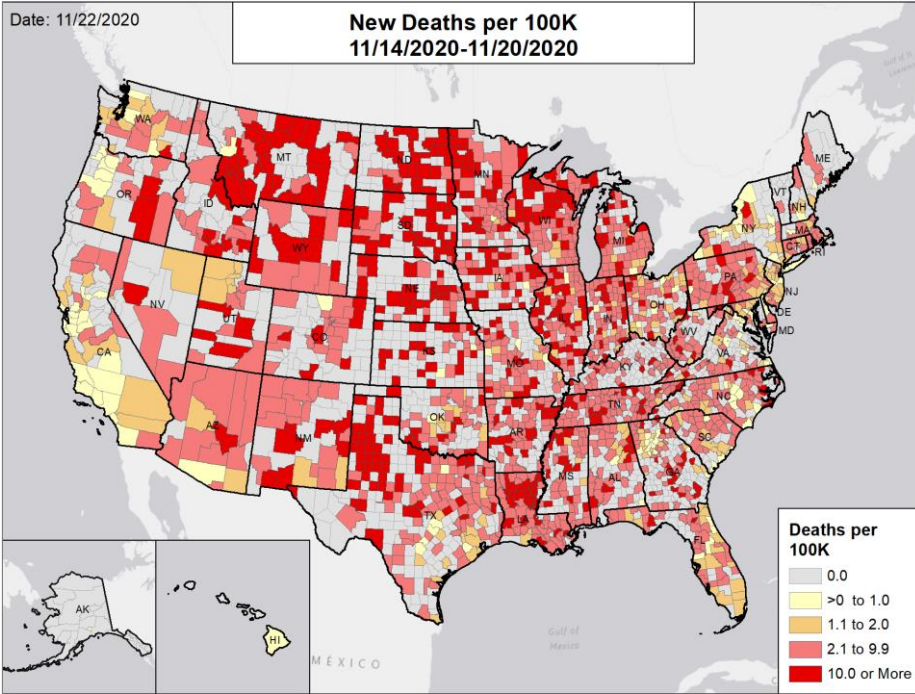 Date: 11/22/2020
New Deaths per 100K
11/14/2020-11/20/2020
WA
MT
ND
MN
ME
OR
ID
WY
SD
WI
MI
VT
NH
NY
MA
CT
RI
NV
UT
CO
NE
IA
IL
IN
OH
PA
NJ
DE
MD
CA
KS
MO
KY
WV
VA
AZ
NM
OK
AR
TN
NC
SC
TX
LA
MS
AL
GA
FL
AK
HI
MÉXICO
Gulf of
Mexico
Deaths per
100K
0.0
>0 to 1.0
1.1 to 2.0
2.1 to 9.9
10.0 or More